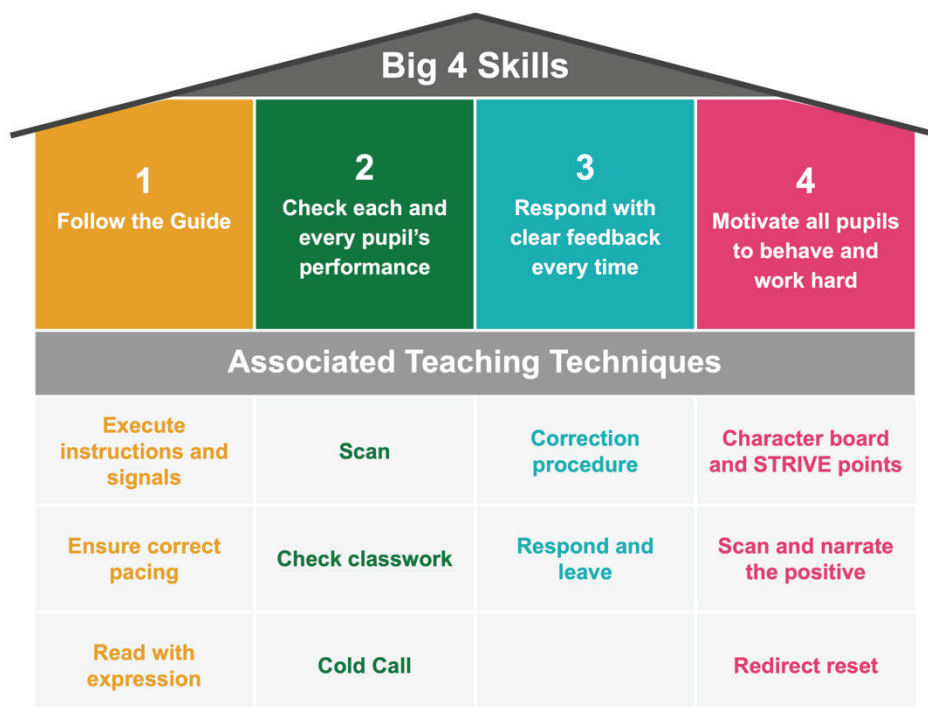 Big 4 Skills
1
Follow the Guide
2
Check each and
every pupil's
performance
3
Respond with
clear feedback
every time
4
Motivate all pupils
to behave and
work hard
Associated Teaching Techniques
Execute
instructions and
signals
Scan
Correction
procedure
Character board
and STRIVE points
Ensure correct
pacing
Check classwork
Respond and
leave
Scan and narrate
the positive
Read with
expression
Cold Call
Redirect reset